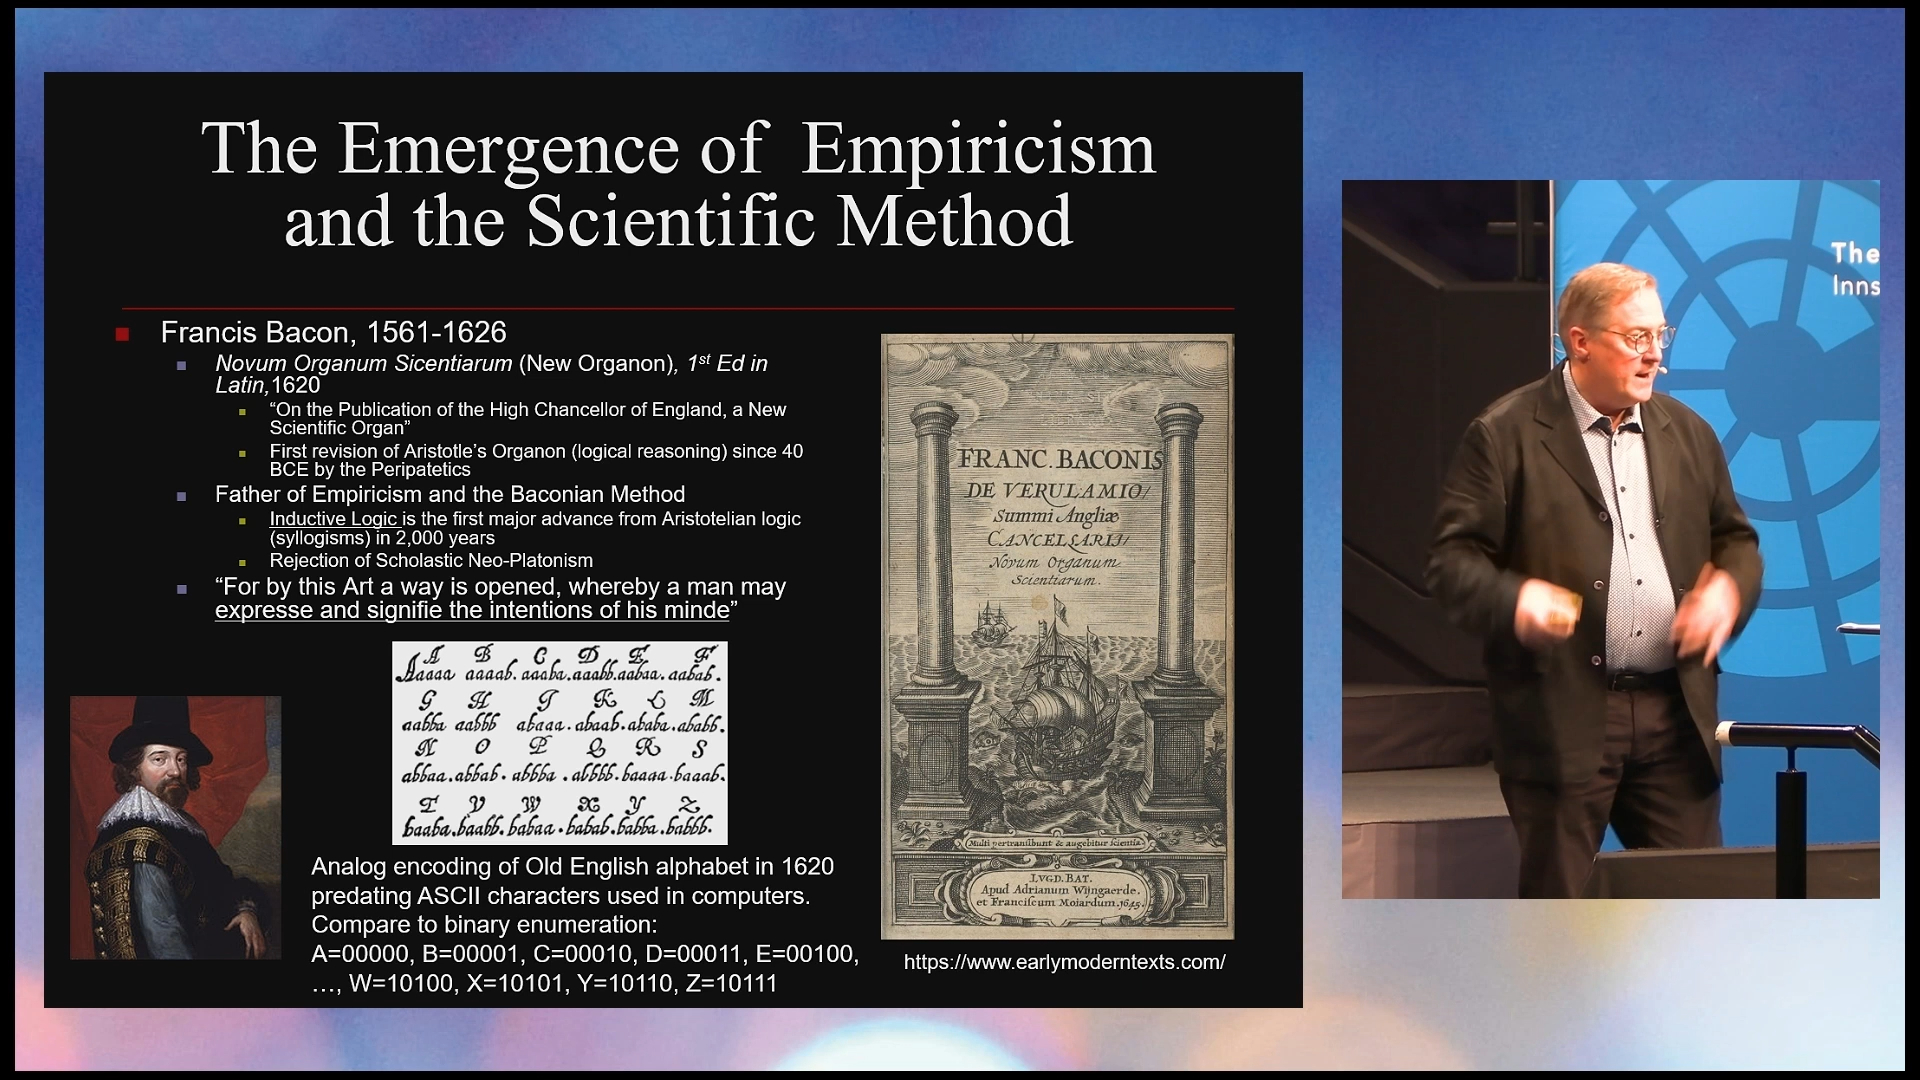 The Emergence of Empiricism
and the Scientific Method
Francis Bacon, 1561-1626
Novum Organum Sicentiarum (New Organon), 1st Ed in
Latin,1620
“On the Publication of the High Chancellor of England, a New
Scientific Organ”
First revision of Aristotle’s Organon (logical reasoning) since 40
BCE by the Peripatetics
Father of Empiricism and the Baconian Method
Inductive Logic is the first major advance from Aristotelian logic
(syllogisms) in 2,000 years
Rejection of Scholastic Neo-Platonism
“For by this Art a way is opened, whereby a man may
expresse and signifie the intentions of his minde”
A B C D E F
Aaaaa aaaab. aaaba. aaabb. aabaa. aabab.
G H I K L M
aabba aabbb abaaa. abaab. ababa. ababb.
N O P Q R S
abbaa. abbab. abbba. abbbb. baaaa. baaab.
T V W X Y Z
baaba. baabb. babaa. babab. babba. babbb.
Analog encoding of Old English alphabet in 1620
predating ASCII characters used in computers.
Compare to binary enumeration:
A=00000, B=00001, C=00010, D=00011, E=00100,
…, W=10100, X=10101, Y=10110, Z=10111
FRANC. BACONIS
DE VERULAMIO/
Summi Angliæ
CANCELSARII/
Novum Organum
Scientiarum.
Multi pertransibunt & augebitur scientia.
LVGD. BAT.
Apud Adrianum Wijngaerde.
et Franciscum Moiardum. 1645.
https://www.earlymoderntexts.com/
The
Inns